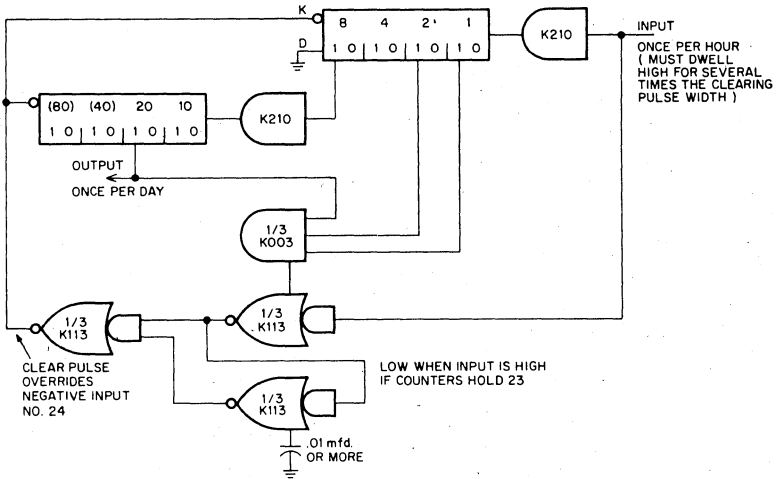 K
8 4 2 1
D
1 0 1 0 1 0 1 0
K210
INPUT
ONCE PER HOUR
( MUST DWELL
HIGH FOR SEVERAL
TIMES THE CLEARING
PULSE WIDTH )
(80) (40) 20 10
1 0 1 0 1 0 1 0
K210
OUTPUT
ONCE PER DAY
1/3
K003
1/3
K113
1/3
K113
CLEAR PULSE
OVERRIDES
NEGATIVE INPUT
NO. 24
LOW WHEN INPUT IS HIGH
IF COUNTERS HOLD 23
1/3
K113
.01 mfd.
OR MORE